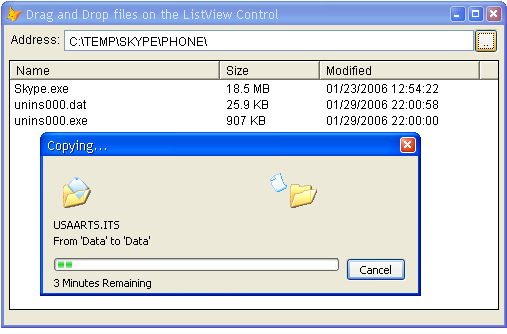 Drag and Drop files on the ListView Control
Address: C:\TEMP\SKYPE\PHONE\ ...
Name Size Modified
Skype.exe 18.5 MB 01/23/2006 12:54:22
unins000.dat 25.9 KB 01/29/2006 22:00:58
unins000.exe 907 KB 01/29/2006 22:00:00
Copying...
USAARTS.ITS
From 'Data' to 'Data'
Cancel
3 Minutes Remaining